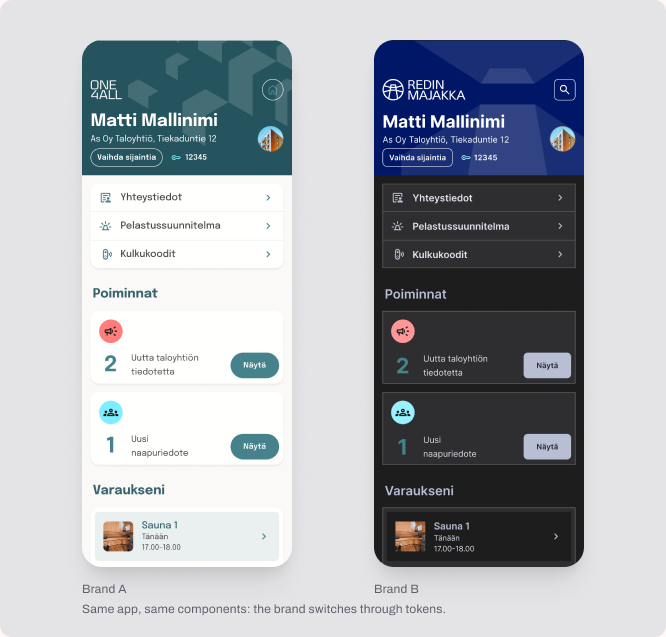 ONE
4ALL
Matti Mallinimi
As Oy Taloyhtiö, Tiekaduntie 12
Vaihda sijaintia
12345
Yhteystiedot
Pelastussuunnitelma
Kulkukoodit
Poiminnat
2
Uutta taloyhtiön
tiedotetta
Näytä
1
Uusi
naapuriedote
Näytä
Varaukseni
Sauna 1
Tänään
17.00-18.00
REDIN
MAJAKKA
Matti Mallinimi
As Oy Taloyhtiö, Tiekaduntie 12
Vaihda sijaintia
12345
Yhteystiedot
Pelastussuunnitelma
Kulkukoodit
Poiminnat
2
Uutta taloyhtiön
tiedotetta
Näytä
1
Uusi
naapuriedote
Näytä
Varaukseni
Sauna 1
Tänään
17.00-18.00
Brand A
Brand B
Same app, same components: the brand switches through tokens.